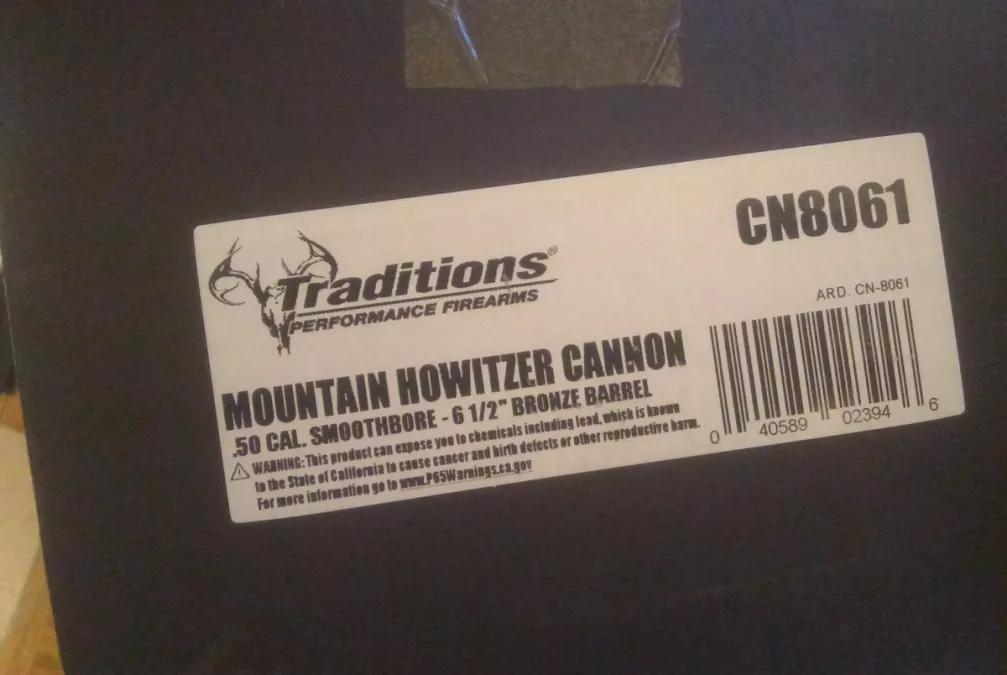 Traditions®
PERFORMANCE FIREARMS
CN8061
ARD. CN-8061
MOUNTAIN HOWITZER CANNON
.50 CAL. SMOOTHBORE - 6 1/2" BRONZE BARREL
⚠ WARNING: This product can expose you to chemicals including lead, which is known
to the State of California to cause cancer and birth defects or other reproductive harm.
For more information go to www.P65Warnings.ca.gov
0 40589 02394 6